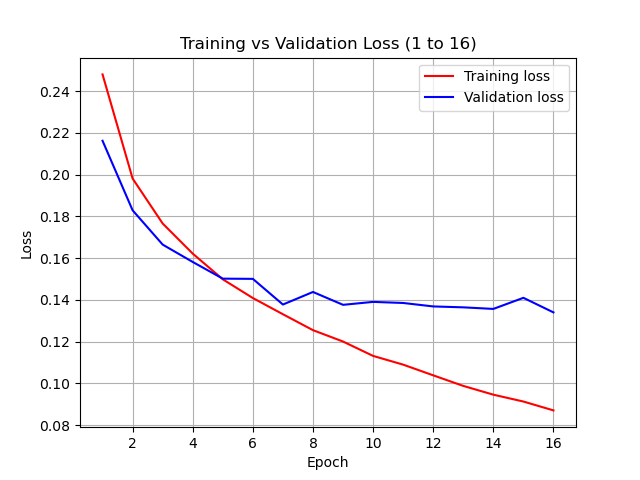 Training vs Validation Loss (1 to 16)
Training loss
Validation loss
Loss
0.24
0.22
0.20
0.18
0.16
0.14
0.12
0.10
0.08
2 4 6 8 10 12 14 16
Epoch